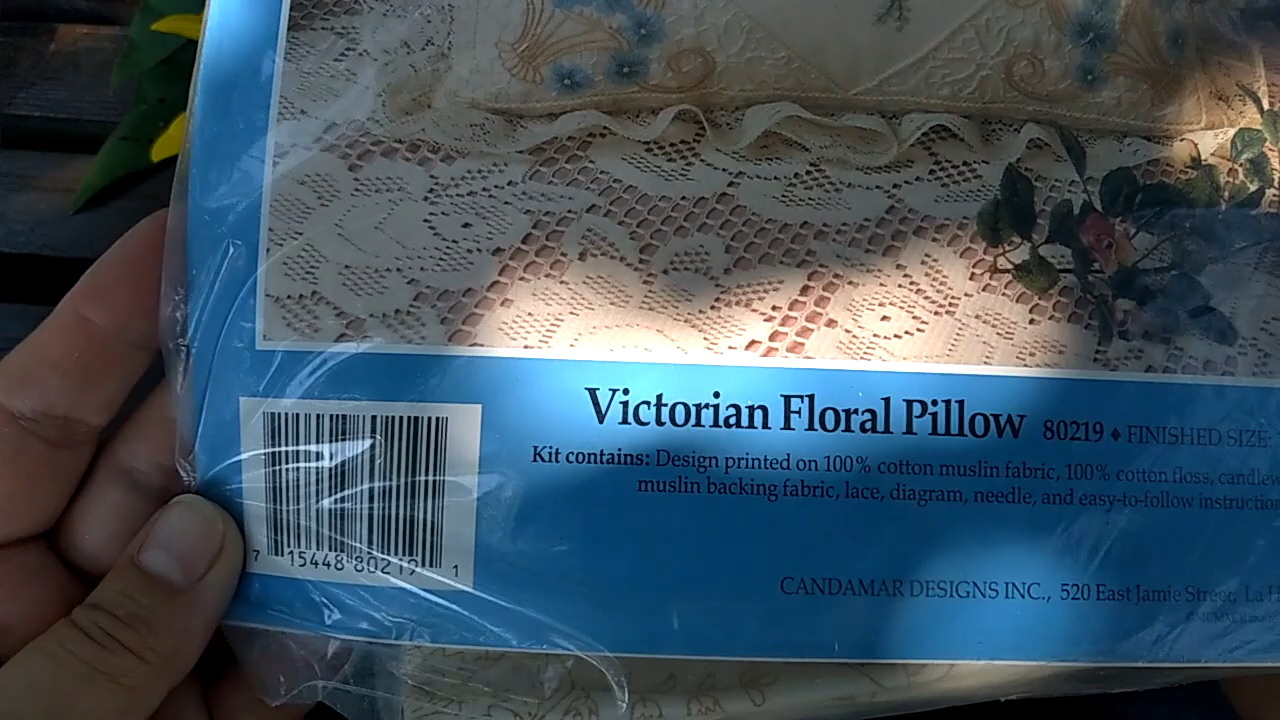 Victorian Floral Pillow 80219 ♦ FINISHED SIZE:
Kit contains: Design printed on 100% cotton muslin fabric, 100% cotton floss,
muslin backing fabric, lace, diagram, needle, and easy-to-follow
CANDAMAR DESIGNS INC., 520 East Jamie Street, La
7 15448 80219 1